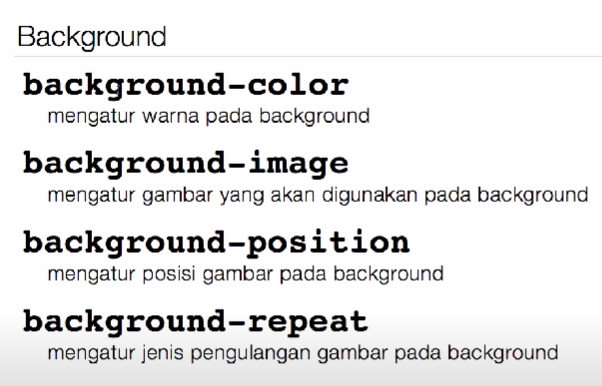 Background
background-color
mengatur warna pada background
background-image
mengatur gambar yang akan digunakan pada background
background-position
mengatur posisi gambar pada background
background-repeat
mengatur jenis pengulangan gambar pada background